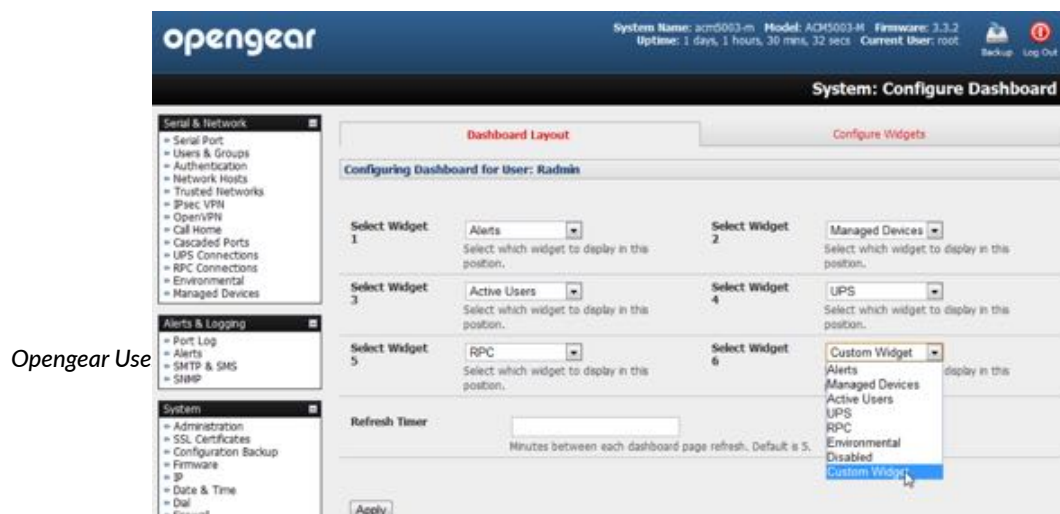 opengear
System Name: acm5003-m Model: ACM5003-M Firmware: 3.3.2
Uptime: 1 days, 1 hours, 30 mins, 32 secs Current User: root
Backup Log Out
System: Configure Dashboard
Serial & Network
Serial Port
Users & Groups
Authentication
Network Hosts
Trusted Networks
IPsec VPN
OpenVPN
Call Home
Cascaded Ports
UPS Connections
RPC Connections
Environmental
Managed Devices
Alerts & Logging
Port Log
Alerts
SMTP & SMS
SNMP
System
Administration
SSL Certificates
Configuration Backup
Firmware
IP
Date & Time
Dial
Firewall
Opengear Use
Dashboard Layout
Configure Widgets
Configuring Dashboard for User: Radmin
Select Widget
1
Alerts
Select which widget to display in this
position.
Select Widget
2
Managed Devices
Select which widget to display in this
position.
Select Widget
3
Active Users
Select which widget to display in this
position.
Select Widget
4
UPS
Select which widget to display in this
position.
Select Widget
5
RPC
Select which widget to display in this
position.
Select Widget
6
Custom Widget
display in this
Alerts
Managed Devices
Active Users
UPS
RPC
Environmental
Disabled
Custom Widget
Refresh Timer
Minutes between each dashboard page refresh. Default is 5.
Apply